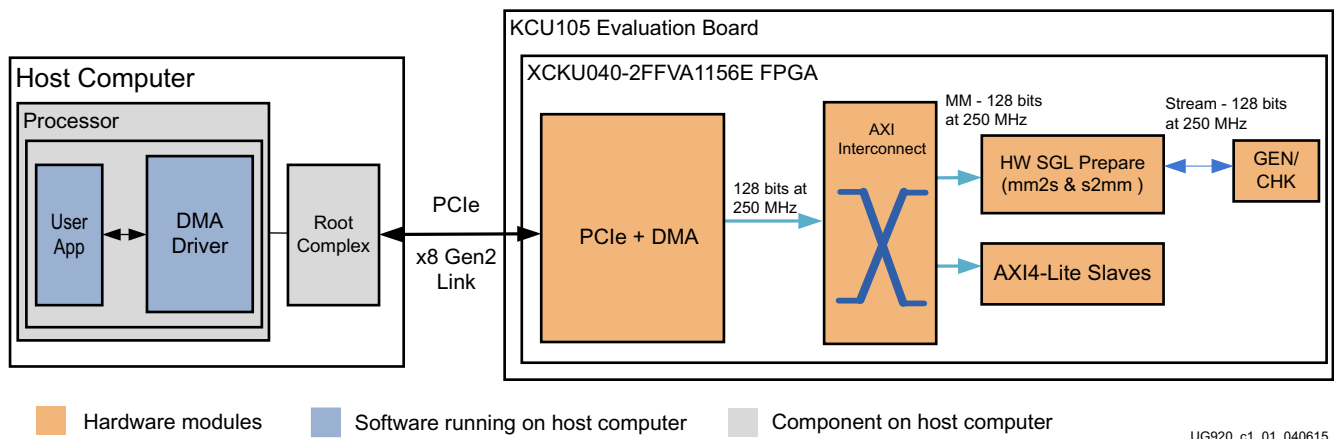 KCU105 Evaluation Board
Host Computer
XCKU040-2FFVA1156E FPGA
Processor
User
App
DMA
Driver
Root
Complex
PCIe
x8 Gen2
Link
PCIe + DMA
128 bits at
250 MHz
AXI
Interconnect
MM - 128 bits
at 250 MHz
HW SGL Prepare
(mm2s & s2mm )
Stream - 128 bits
at 250 MHz
GEN/
CHK
AXI4-Lite Slaves
Hardware modules
Software running on host computer
Component on host computer
UG920_c1_01_040615